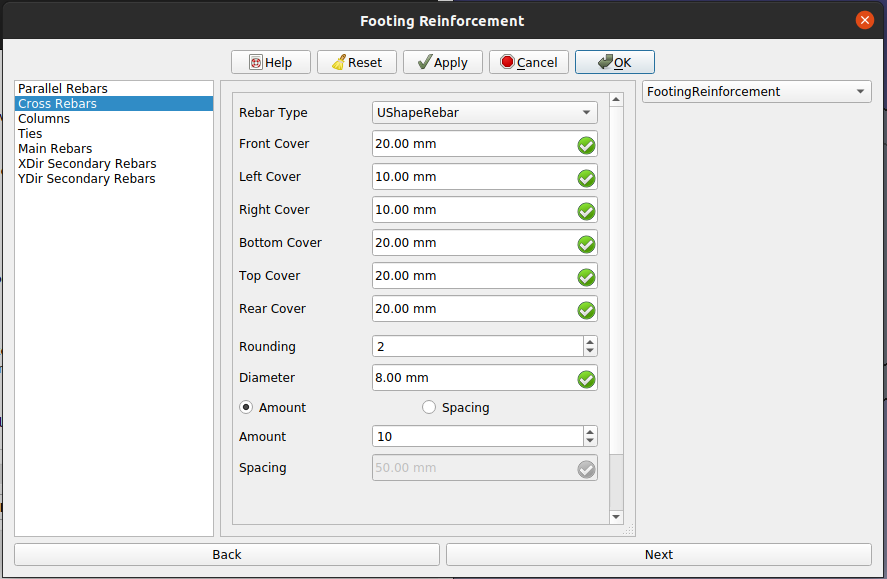 Footing Reinforcement
Help Reset Apply Cancel OK
Parallel Rebars
Cross Rebars
Columns
Ties
Main Rebars
XDir Secondary Rebars
YDir Secondary Rebars
Rebar Type UShapeRebar
Front Cover 20.00 mm
Left Cover 10.00 mm
Right Cover 10.00 mm
Bottom Cover 20.00 mm
Top Cover 20.00 mm
Rear Cover 20.00 mm
Rounding 2
Diameter 8.00 mm
Amount Spacing
Amount 10
Spacing 50.00 mm
FootingReinforcement
Back Next